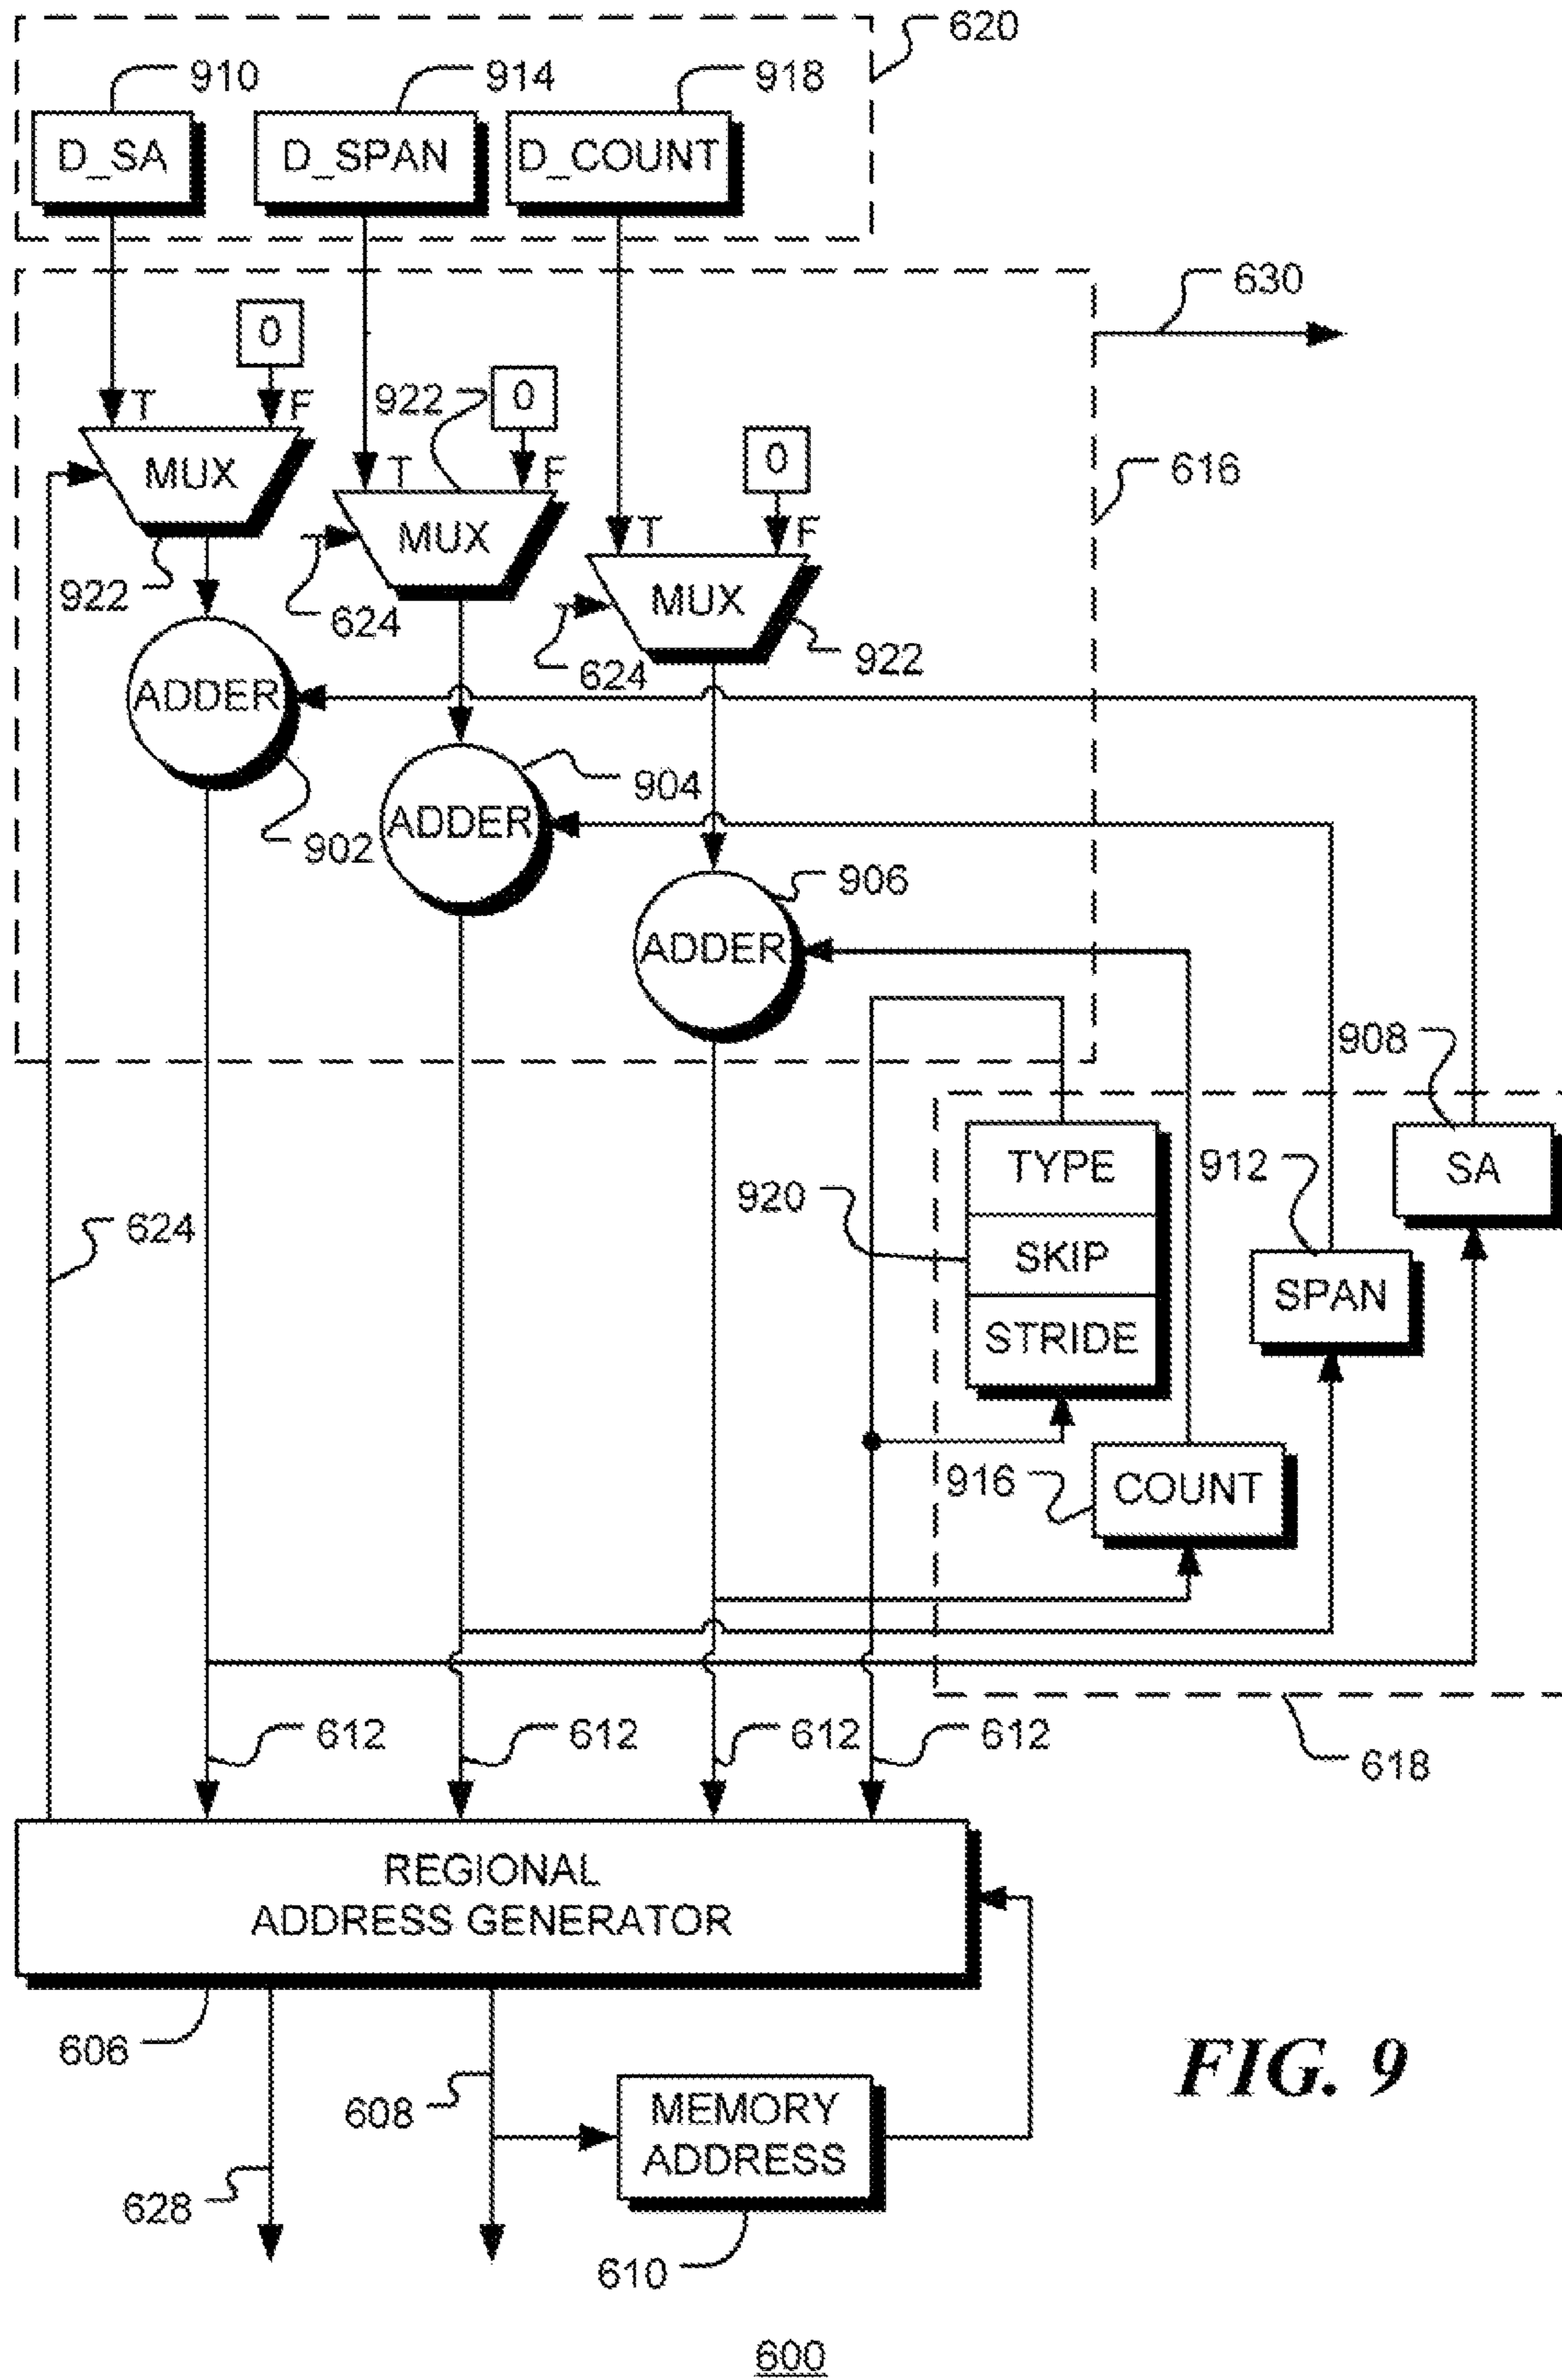 620
910
914
918
D_SA
D_SPAN
D_COUNT
630
0
922
0
T
F
MUX
616
T
F
0
MUX
922
624
T
F
MUX
624
922
ADDER
904
902
ADDER
906
ADDER
908
TYPE
912
SA
920
624
SKIP
SPAN
STRIDE
916
COUNT
612
612
612
612
618
REGIONAL
ADDRESS GENERATOR
606
FIG. 9
608
MEMORY
ADDRESS
628
610
600